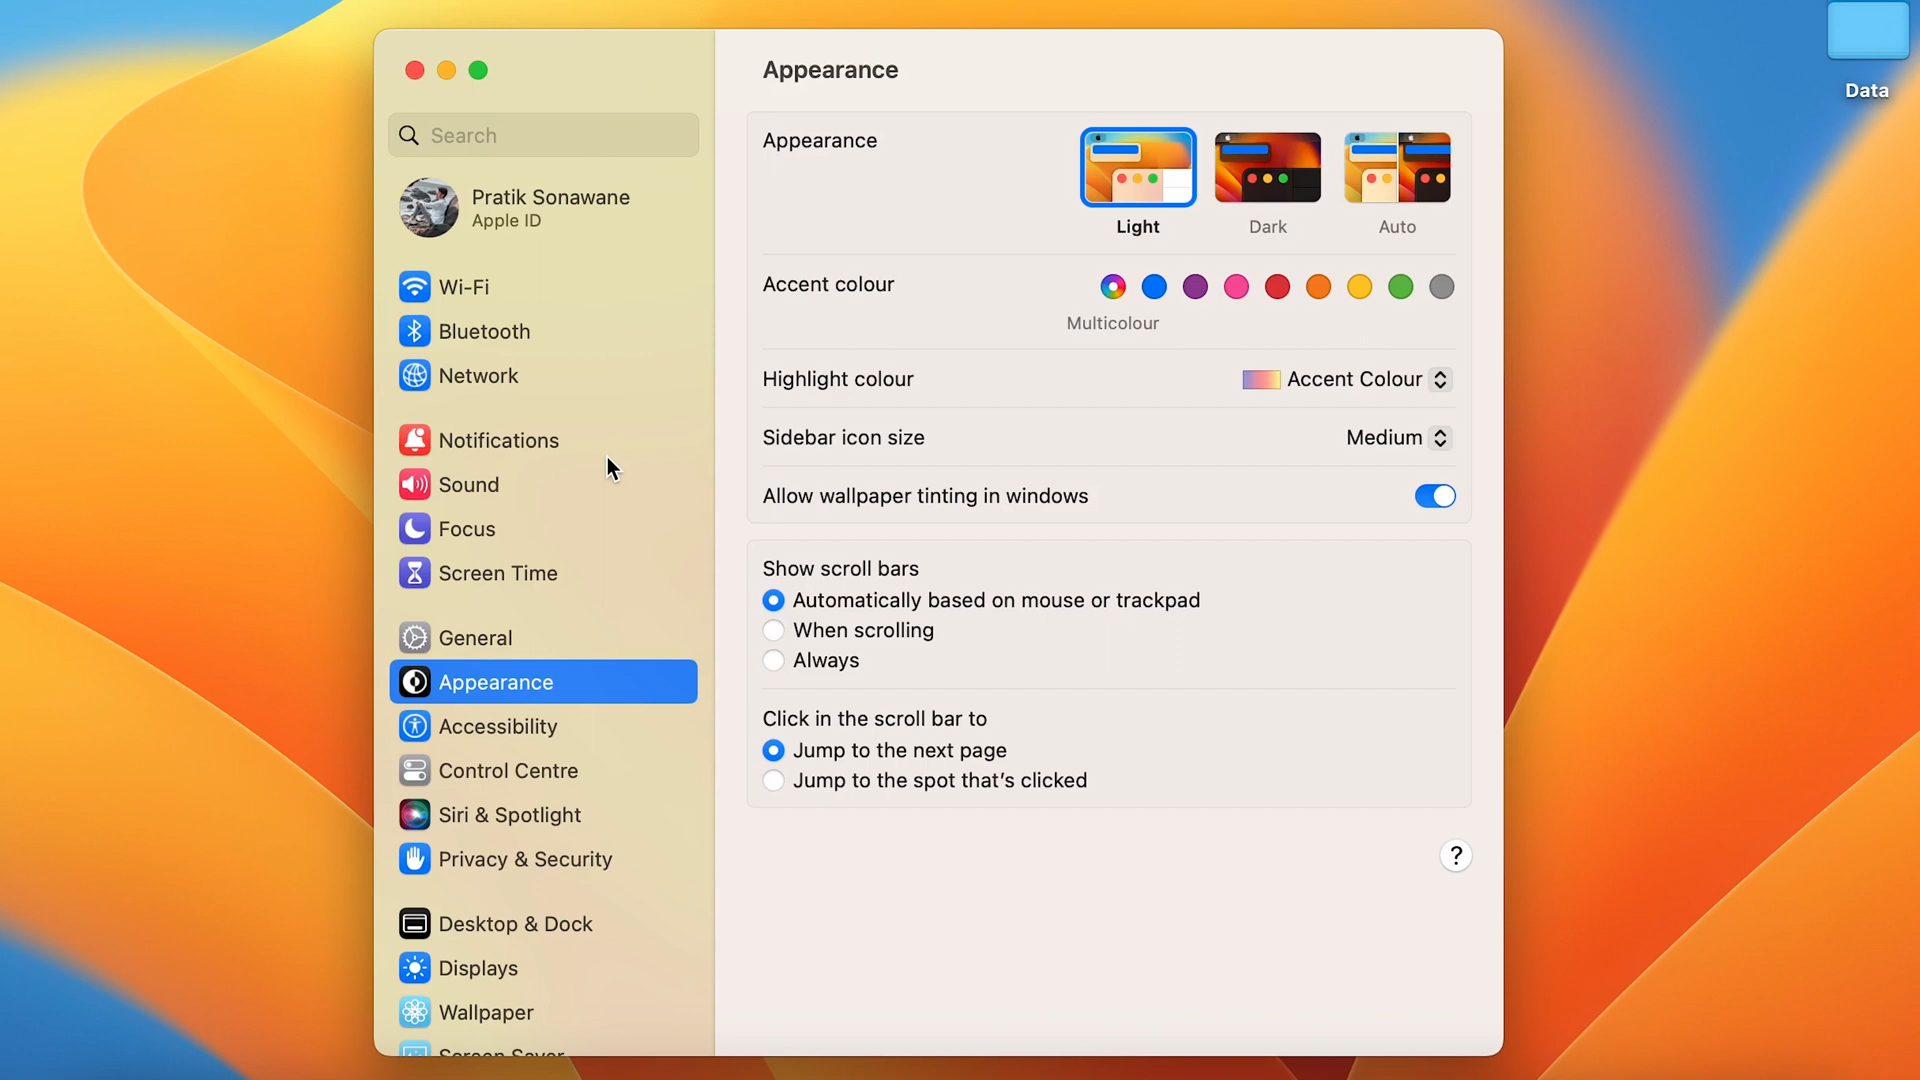 Data
Search
Pratik Sonawane
Apple ID
Wi-Fi
Bluetooth
Network
Notifications
Sound
Focus
Screen Time
General
Appearance
Accessibility
Control Centre
Siri & Spotlight
Privacy & Security
Desktop & Dock
Displays
Wallpaper
Screen Saver
Appearance
Appearance
Light
Dark
Auto
Accent colour
Multicolour
Highlight colour
Accent Colour
Sidebar icon size
Medium
Allow wallpaper tinting in windows
Show scroll bars
Automatically based on mouse or trackpad
When scrolling
Always
Click in the scroll bar to
Jump to the next page
Jump to the spot that's clicked
?